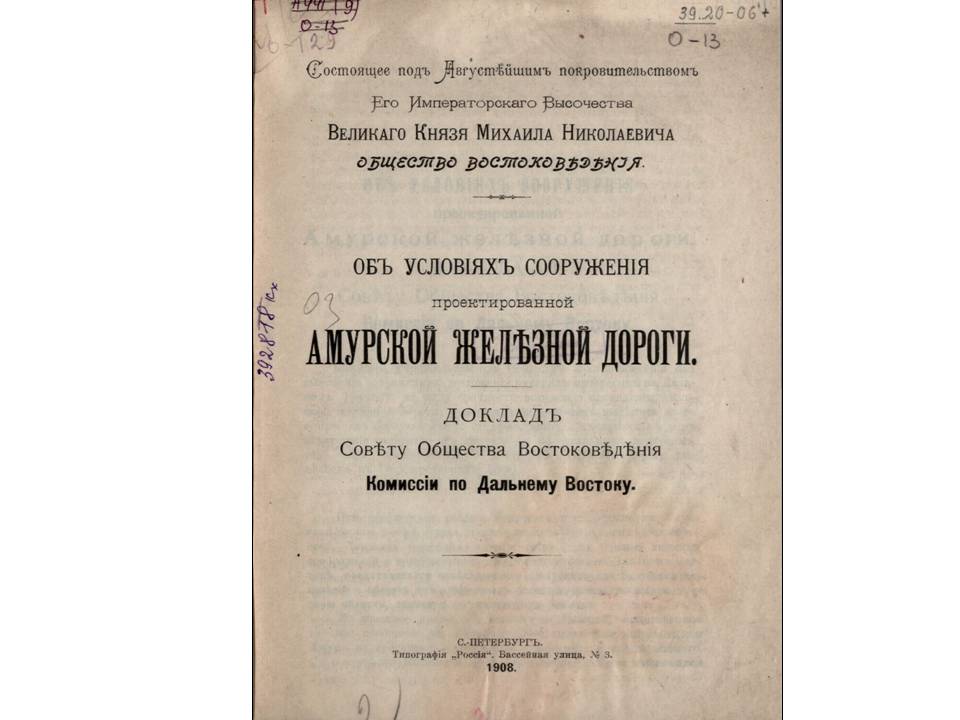 39.20-06
О-13
О-13
Состоящее подъ Августѣйшимъ покровительствомъ
Его Императорскаго Высочества
Великаго Князя Михаила Николаевича
ОБЩЕСТВО ВОСТОКОВѢДѢНІЯ.
ОБЪ УСЛОВІЯХЪ СООРУЖЕНІЯ
проектированной
АМУРСКОЙ ЖЕЛѢЗНОЙ ДОРОГИ.
ДОКЛАДЪ
Совѣту Общества Востоковѣдѣнія
Комиссіи по Дальнему Востоку.
С.-ПЕТЕРБУРГЪ.
Типографія „Россія“. Бассейная улица, № 3.
1908.